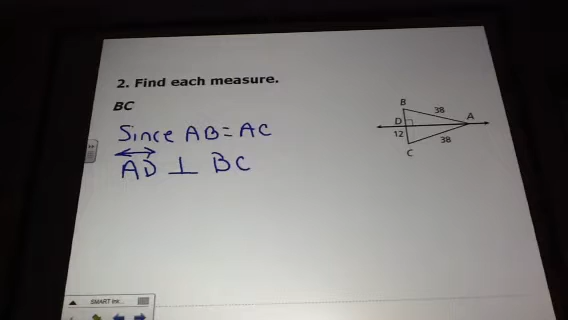 2. Find each measure.
BC
Since AB = AC
AD ⊥ BC
B
38
D
A
12
C
38
SMART Ink...